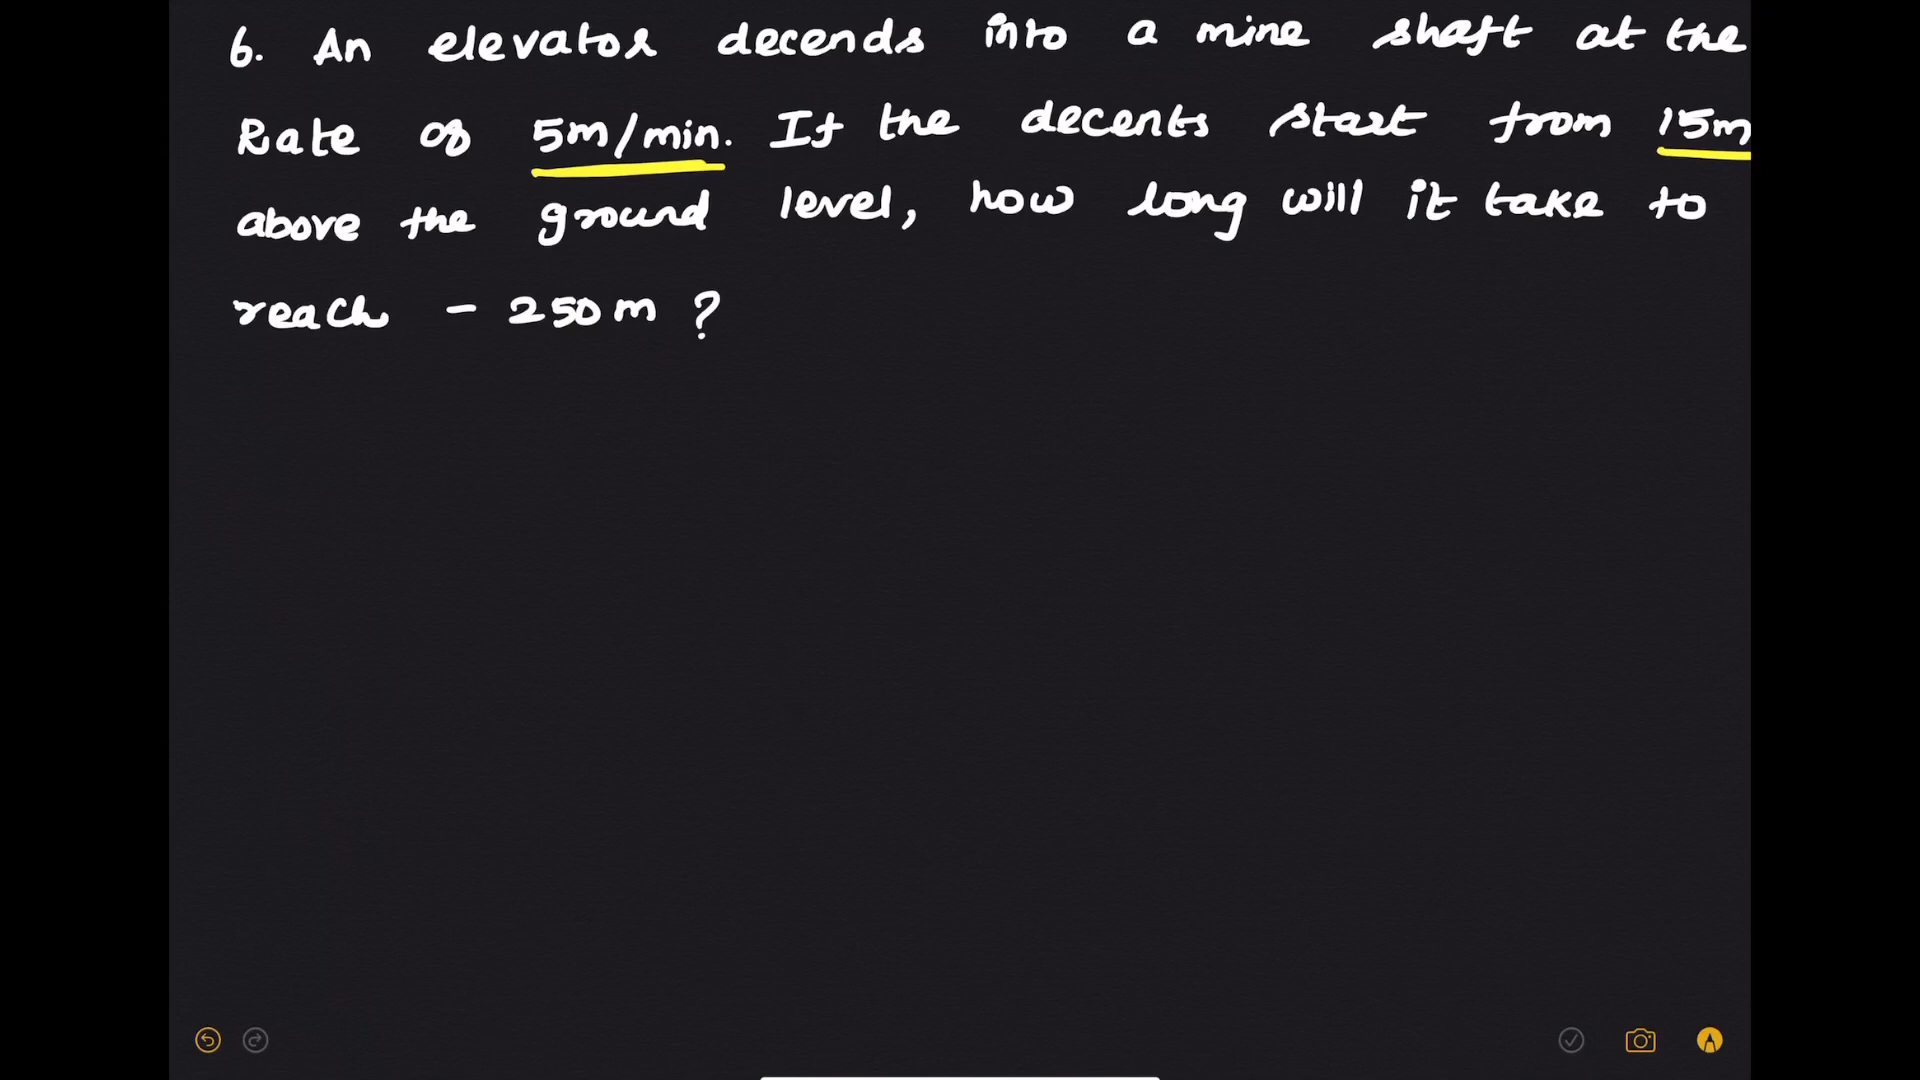 6. An elevator decends into a mine shaft at the
Rate of 5m/min. If the decents start from 15m
above the ground level, how long will it take to
reach - 250m ?